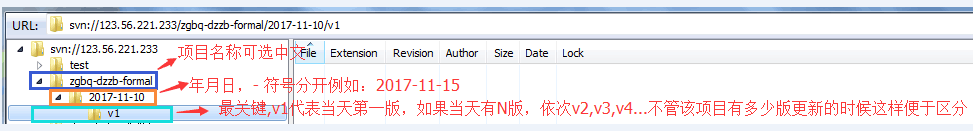 URL: svn://123.56.221.233/zgbq-dzzb-formal/2017-11-10/v1
svn://123.56.221.233
项目名称可选中文
File Extension Revision Author Size Date Lock
test
zgbq-dzzb-formal
年月日，- 符号分开例如：2017-11-15
2017-11-10
最关键,v1代表当天第一版，如果当天有N版，依次v2,v3,v4...不管该项目有多少版更新的时候这样便于区分
v1